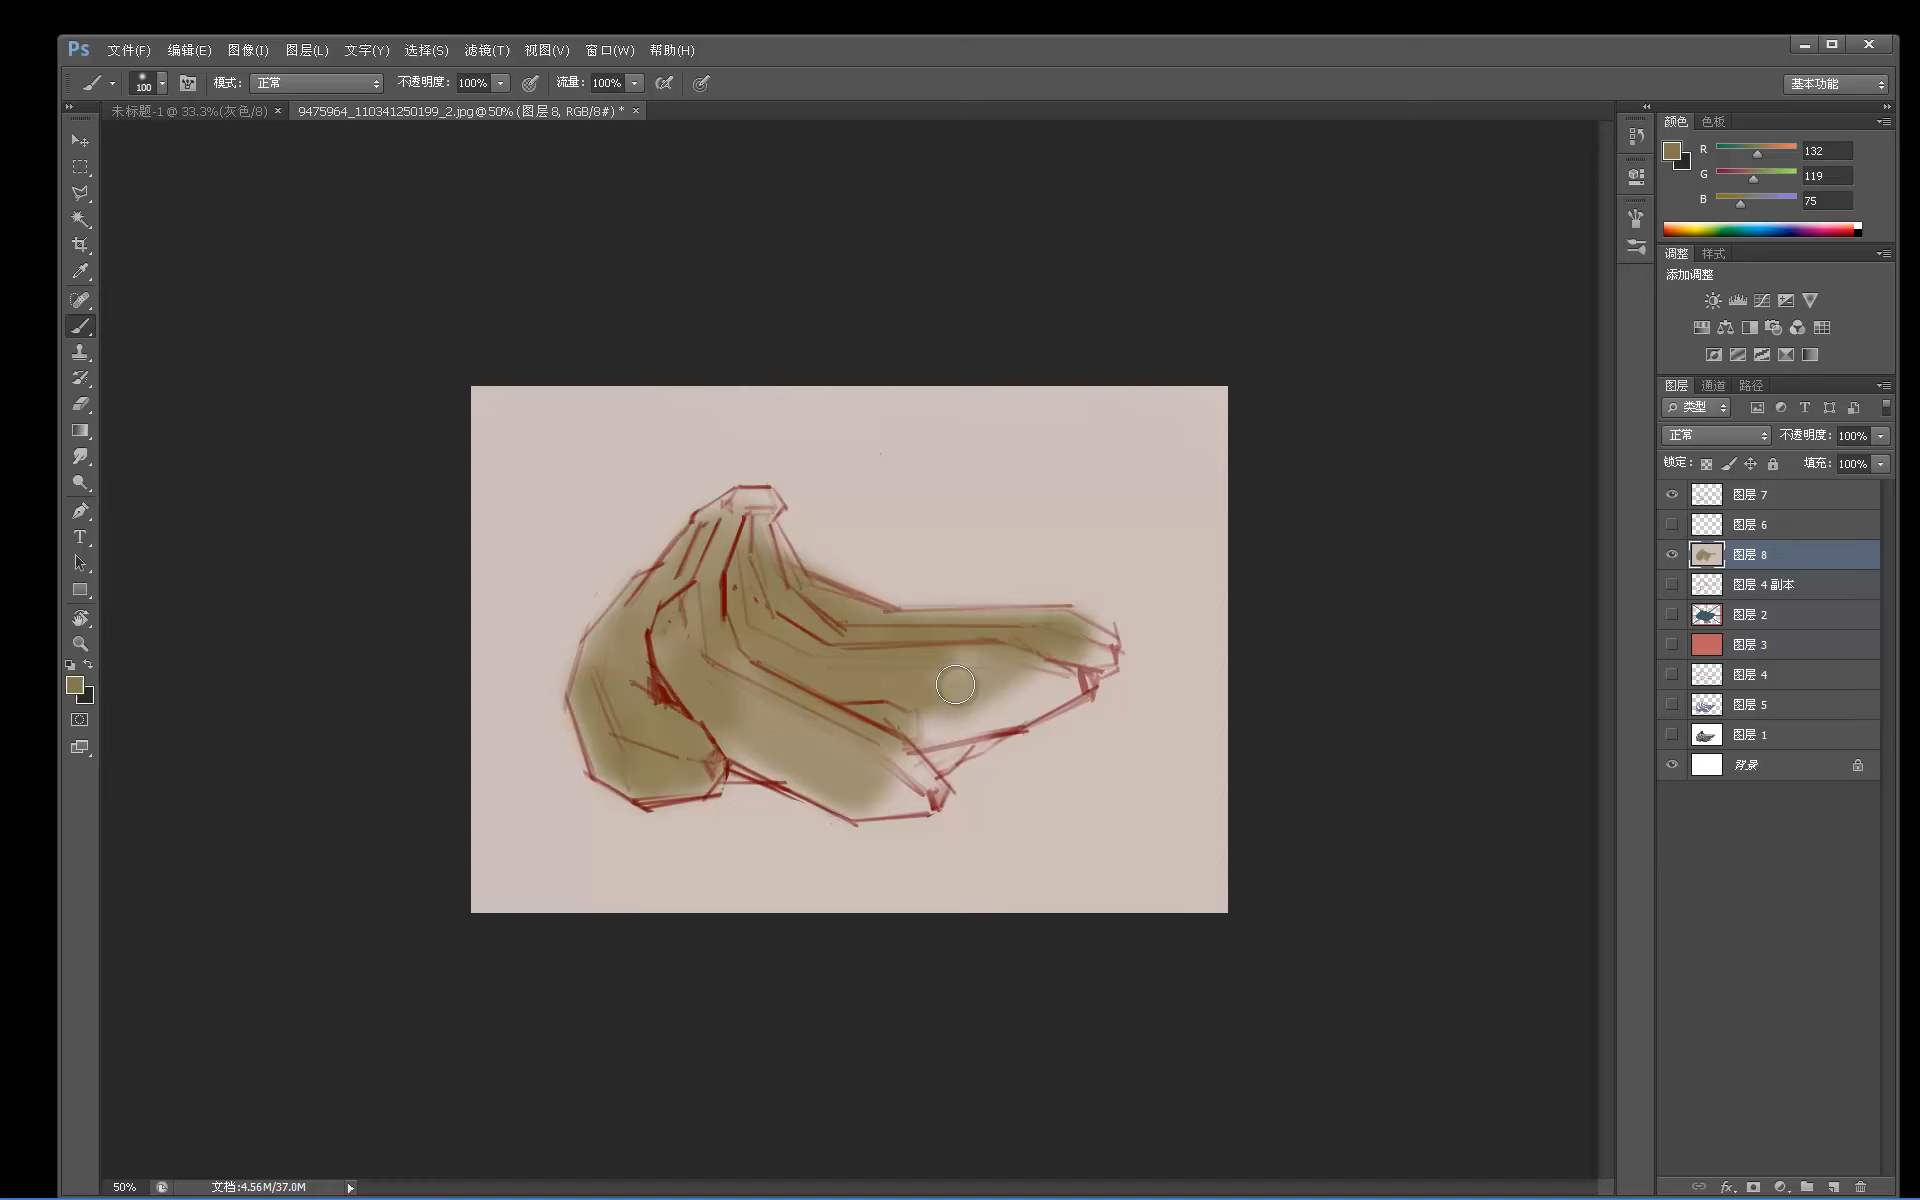 Ps 文件(F) 编辑(E) 图像(I) 图层(L) 文字(Y) 选择(S) 滤镜(T) 视图(V) 窗口(W) 帮助(H)
100 模式: 正常 不透明度: 100% 流量: 100% 基本功能
未标题-1 @ 33.3%(灰色/8) × 9475964_110341250199_2.jpg @ 50% (图层 8, RGB/8#) * ×
颜色 色板
R 132
G 119
B 75
调整 样式
添加调整
图层 通道 路径
类型
正常 不透明度: 100%
锁定: 填充: 100%
图层 7
图层 6
图层 8
图层 4 副本
图层 2
图层 3
图层 4
图层 5
图层 1
背景
50% 文档:4.56M/37.0M